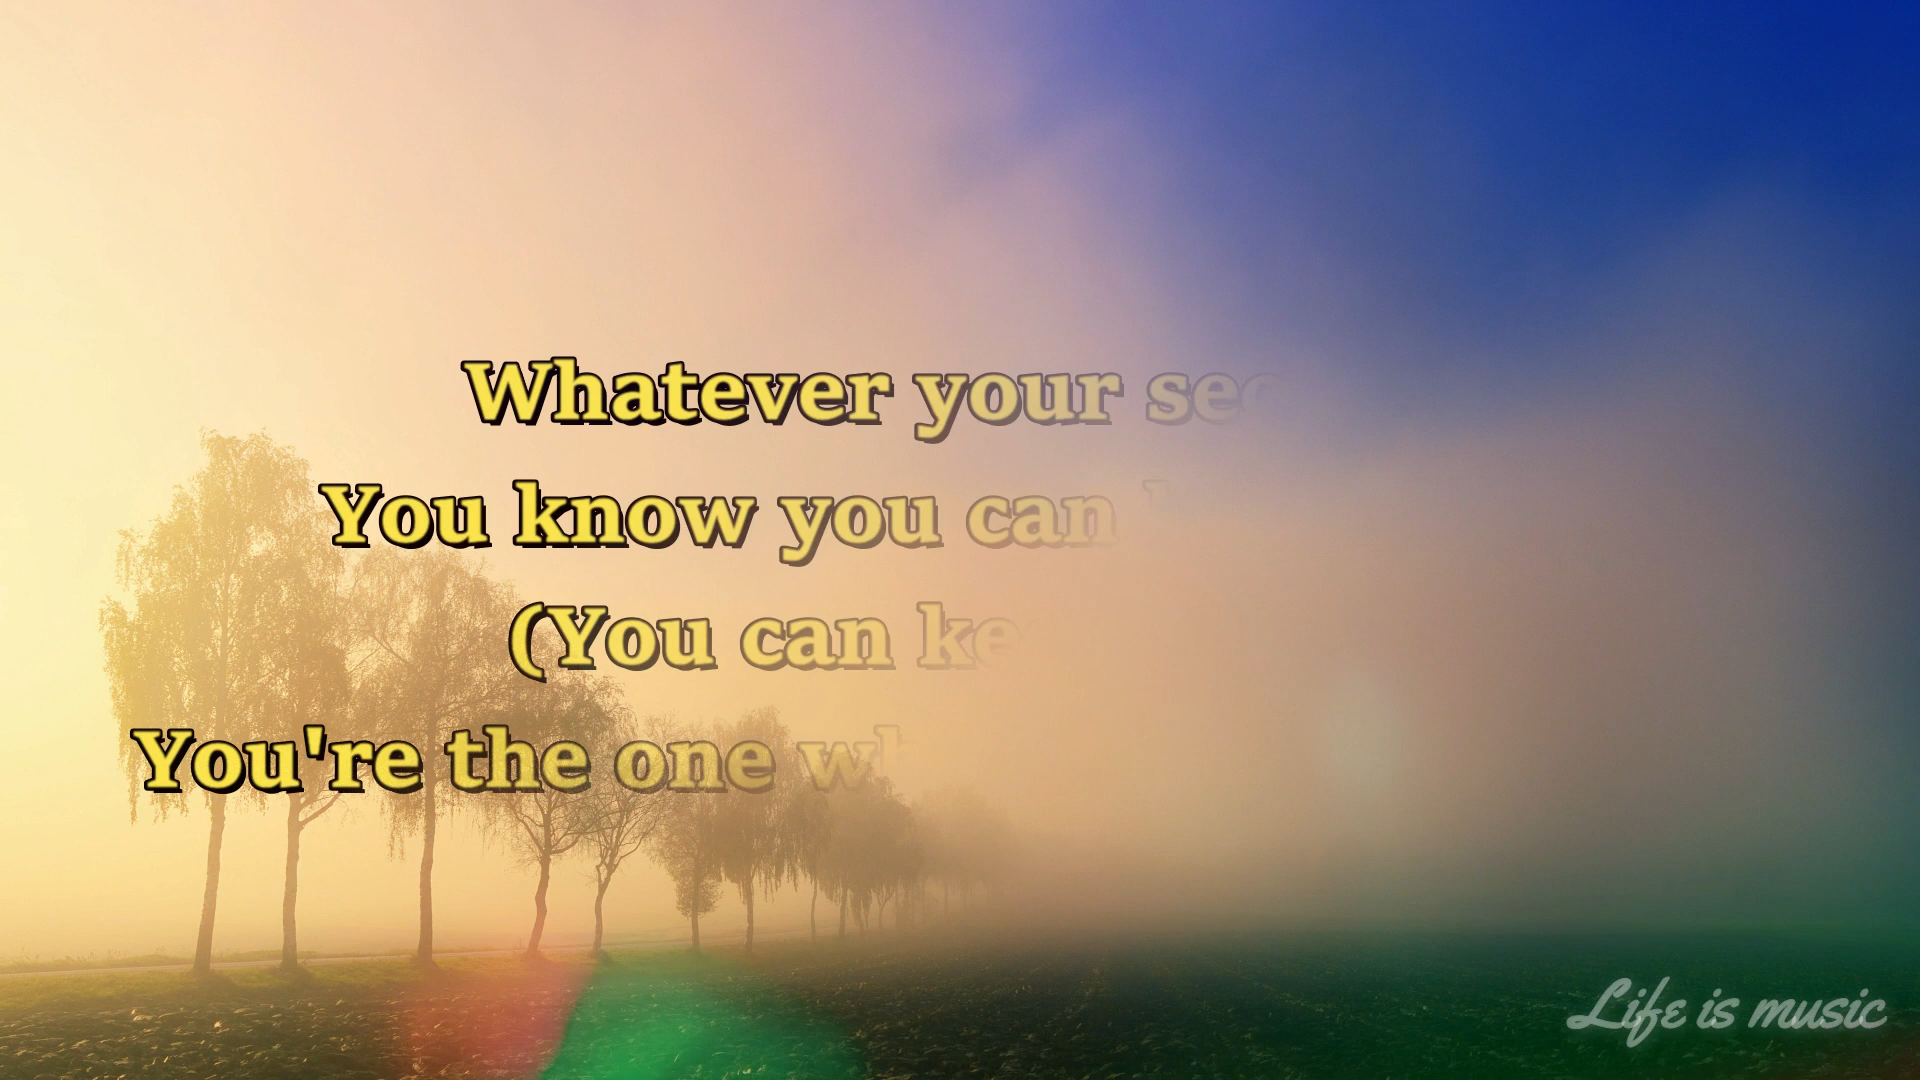 Whatever your
You know you can
(You can
You're the one
Life is music